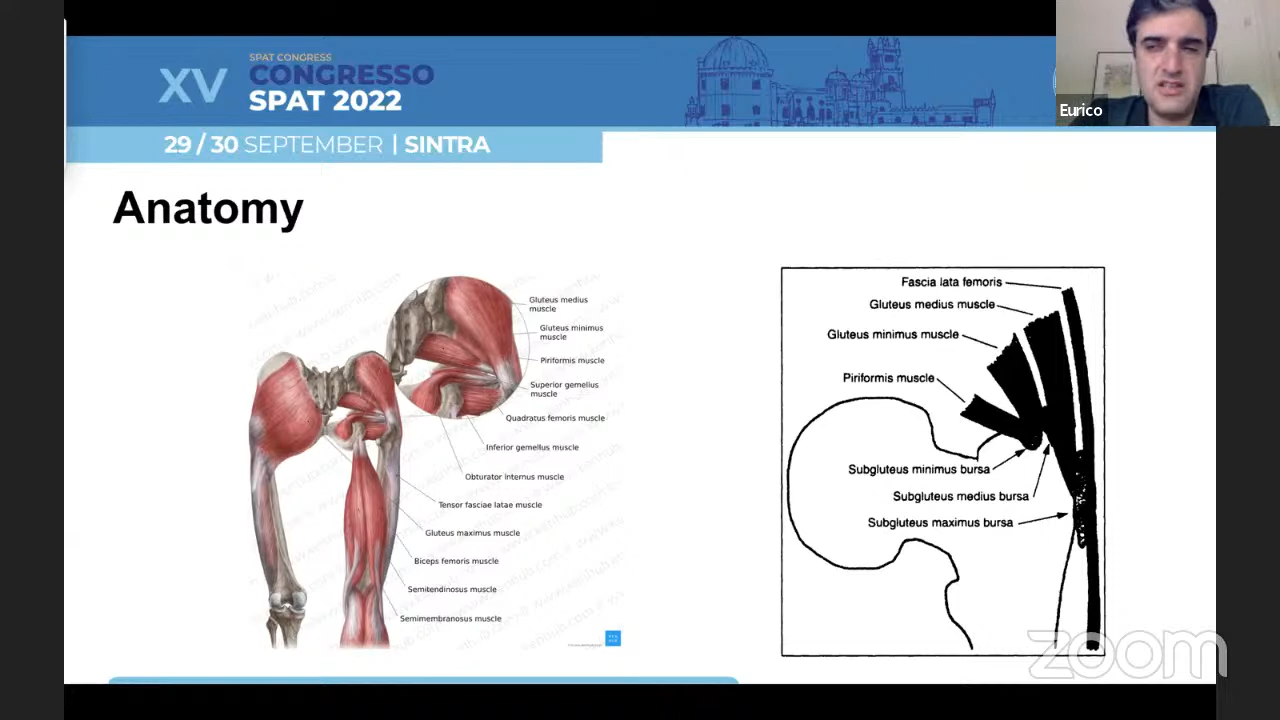 SPAT CONGRESS
XV CONGRESSO
SPAT 2022
29 / 30 SEPTEMBER | SINTRA
Eurico
Anatomy
Gluteus medius
muscle
Gluteus minimus
muscle
Piriformis muscle
Superior gemellus
muscle
Quadratus femoris muscle
Inferior gemellus muscle
Obturator internus muscle
Tensor fasciae latae muscle
Gluteus maximus muscle
Biceps femoris muscle
Semitendinosus muscle
Semimembranosus muscle
Fascia lata femoris
Gluteus medius muscle
Gluteus minimus muscle
Piriformis muscle
Subgluteus minimus bursa
Subgluteus medius bursa
Subgluteus maximus bursa
zoom